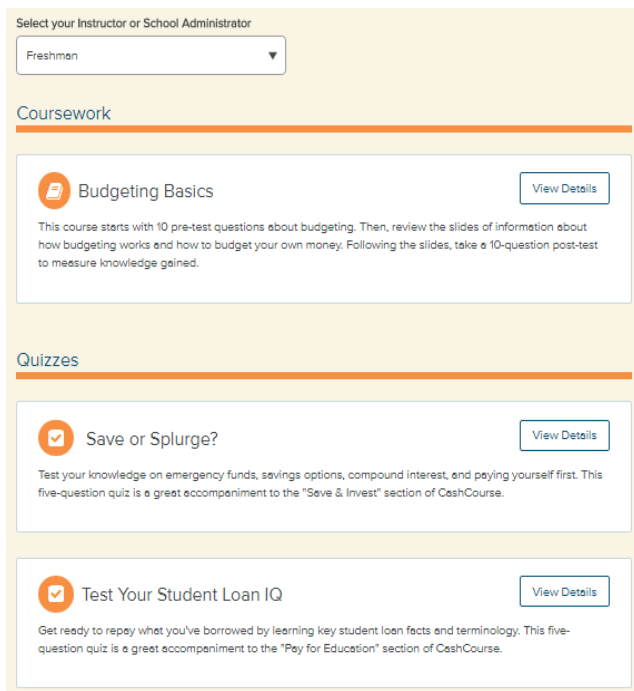 Select your Instructor or School Administrator
Freshman
Coursework
Budgeting Basics
View Details
This course starts with 10 pre-test questions about budgeting. Then, review the slides of information about
how budgeting works and how to budget your own money. Following the slides, take a 10-question post-test
to measure knowledge gained.
Quizzes
Save or Splurge?
View Details
Test your knowledge on emergency funds, savings options, compound interest, and paying yourself first. This
five-question quiz is a great accompaniment to the "Save & Invest" section of CashCourse.
Test Your Student Loan IQ
View Details
Get ready to repay what you've borrowed by learning key student loan facts and terminology. This five-
question quiz is a great accompaniment to the "Pay for Education" section of CashCourse.